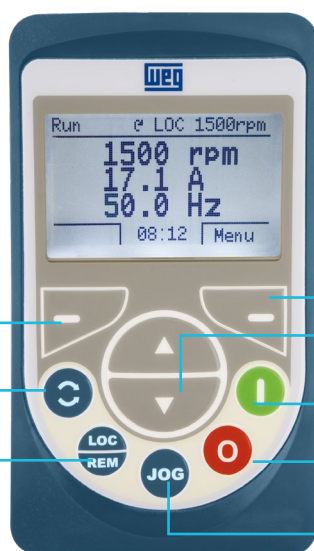 WEG
Run LOC 1500rpm
1500 rpm
17.1 A
50.0 Hz
08:12 Menu
LOC
REM
JOG